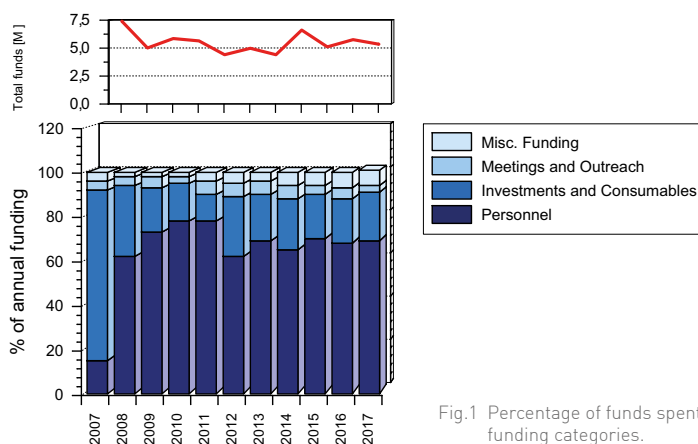 Total funds [M]
7,5
5,0
2,5
0,0
% of annual funding
120
100
80
60
40
20
0
2007
2008
2009
2010
2011
2012
2013
2014
2015
2016
2017
Misc. Funding
Meetings and Outreach
Investments and Consumables
Personnel
Fig.1 Percentage of funds spent
funding categories.